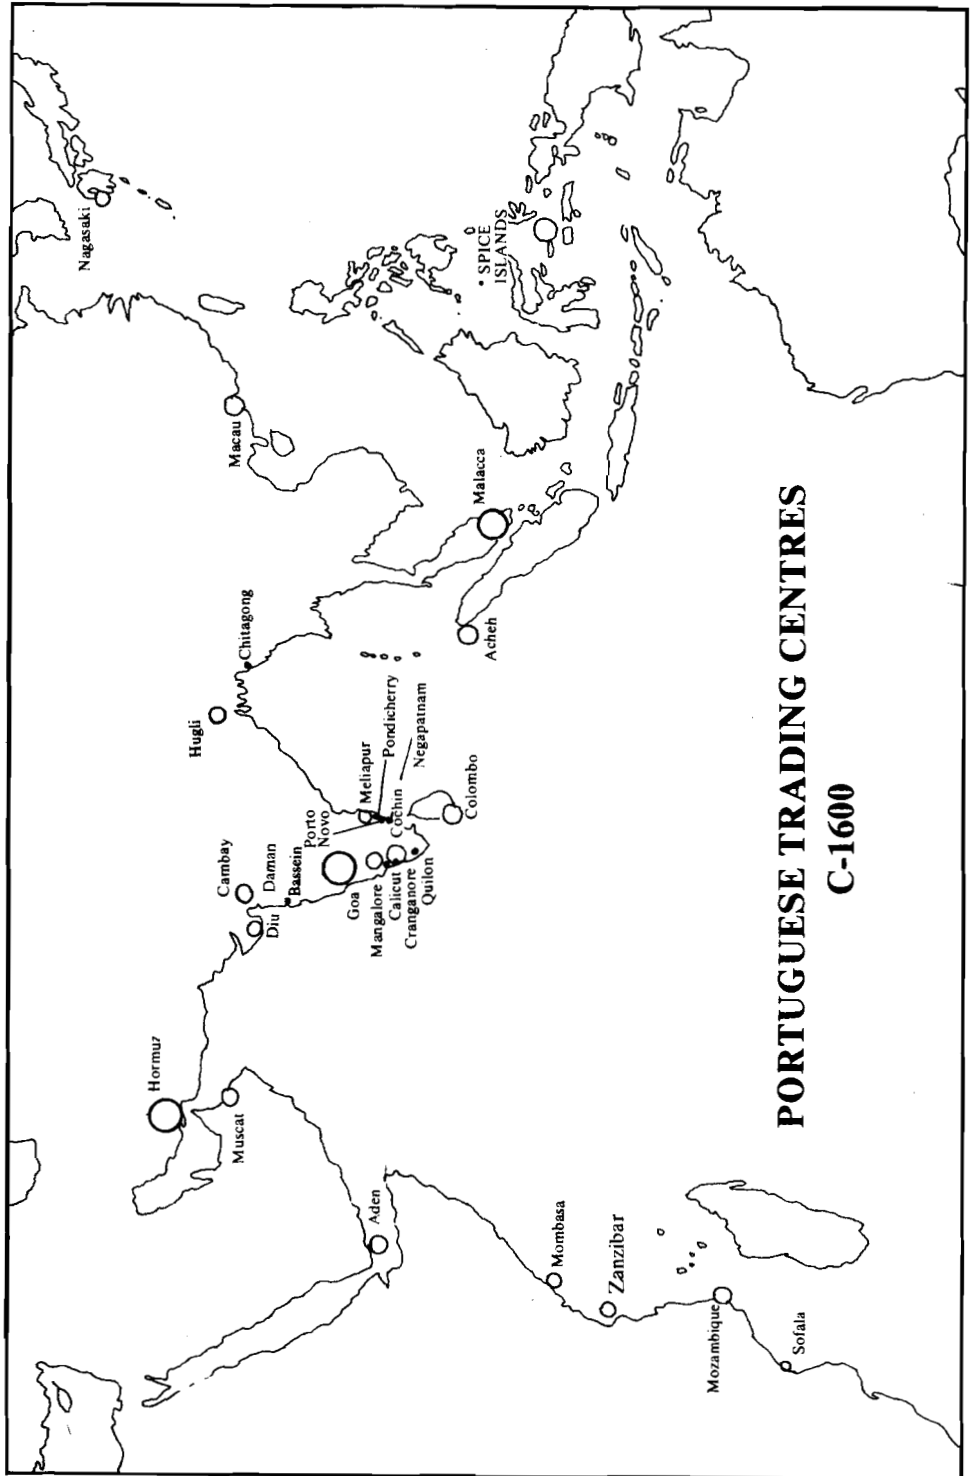 Nagasaki
• SPICE
ISLANDS
Macau
Malacca
Chitagong
Acheh
Hugli
Meliapur
Pondicherry
Negapatnam
Porto
Novo
Cochin
Colombo
Cambay
Daman
Bassein
Diu
Goa
Mangalore
Calicut
Cranganore
Quilon
Hormuz
Muscat
Aden
Mombasa
Zanzibar
Mozambique
Sofala
PORTUGUESE TRADING CENTRES
C-1600